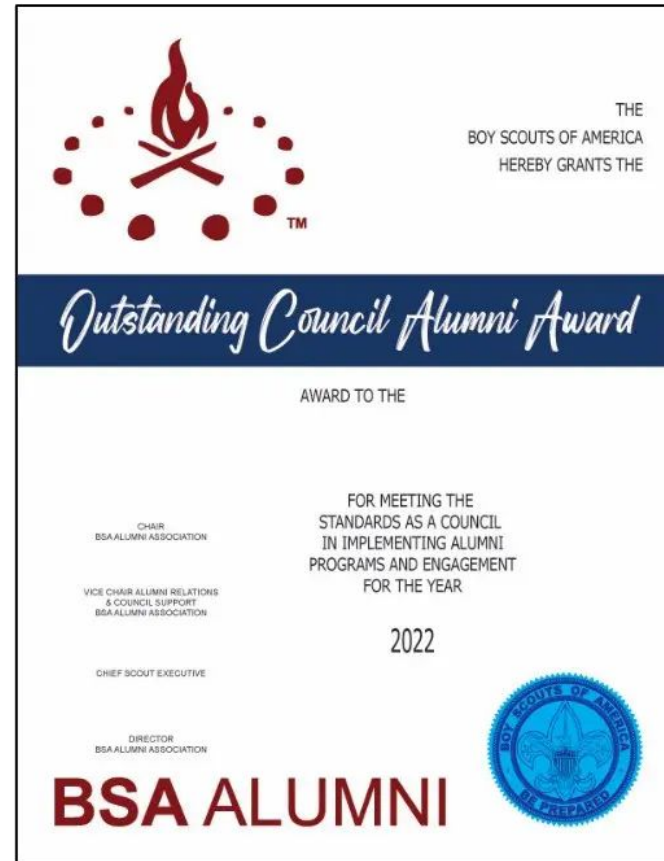 TM
THE
BOY SCOUTS OF AMERICA
HEREBY GRANTS THE
Outstanding Council Alumni Award
AWARD TO THE
FOR MEETING THE
STANDARDS AS A COUNCIL
IN IMPLEMENTING ALUMNI
PROGRAMS AND ENGAGEMENT
FOR THE YEAR
2022
CHAIR
BSA ALUMNI ASSOCIATION
VICE CHAIR ALUMNI RELATIONS
& COUNCIL SUPPORT
BSA ALUMNI ASSOCIATION
CHIEF SCOUT EXECUTIVE
DIRECTOR
BSA ALUMNI ASSOCIATION
BOY SCOUTS OF AMERICA
BE PREPARED
BSA ALUMNI